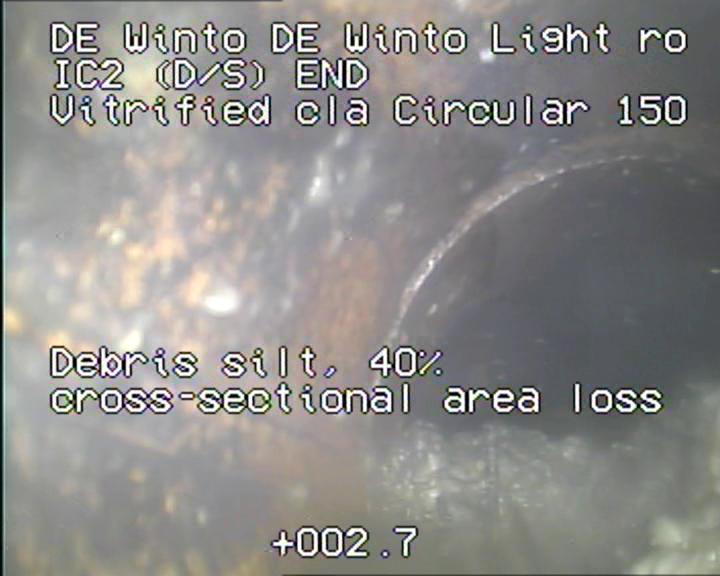 DE Winto DE Winto Light ro
IC2 (D/S) END
Vitrified cla Circular 150
Debris silt, 40%
cross-sectional area loss
+002.7